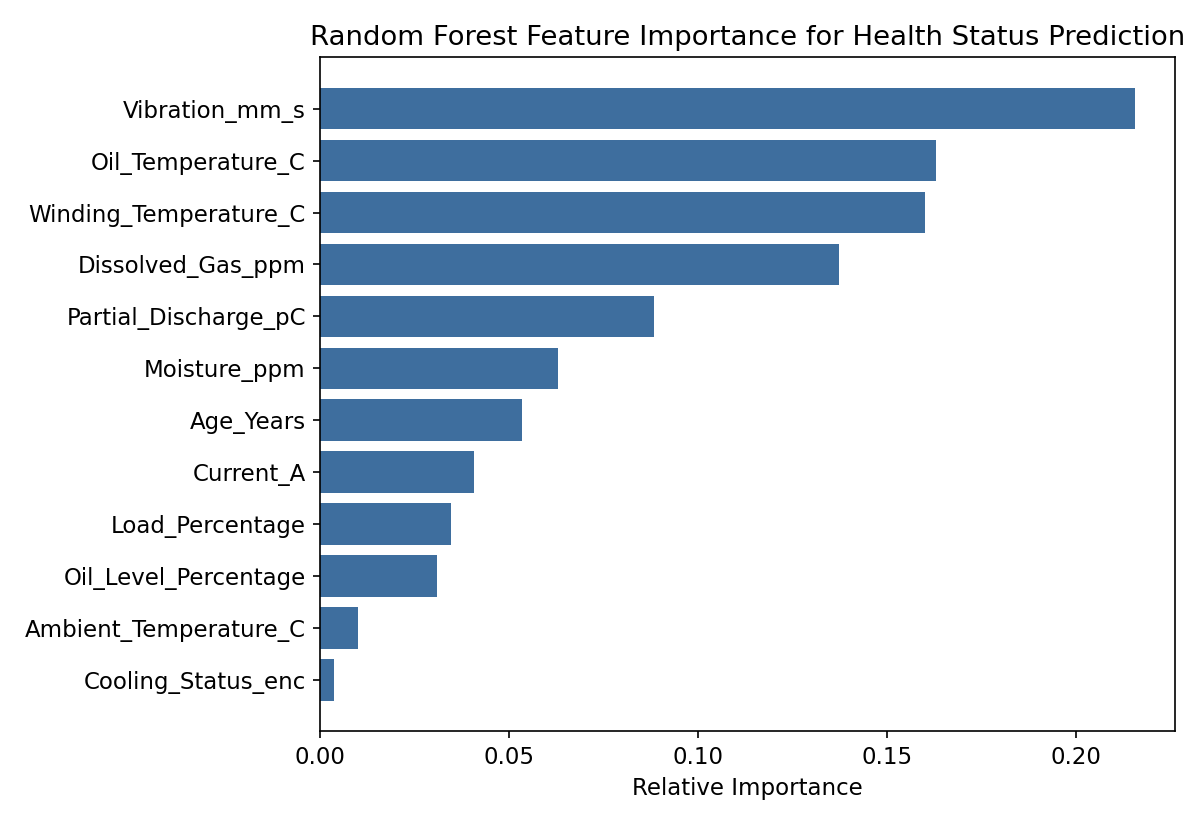 Random Forest Feature Importance for Health Status Prediction
Vibration_mm_s
Oil_Temperature_C
Winding_Temperature_C
Dissolved_Gas_ppm
Partial_Discharge_pC
Moisture_ppm
Age_Years
Current_A
Load_Percentage
Oil_Level_Percentage
Ambient_Temperature_C
Cooling_Status_enc
0.00 0.05 0.10 0.15 0.20
Relative Importance